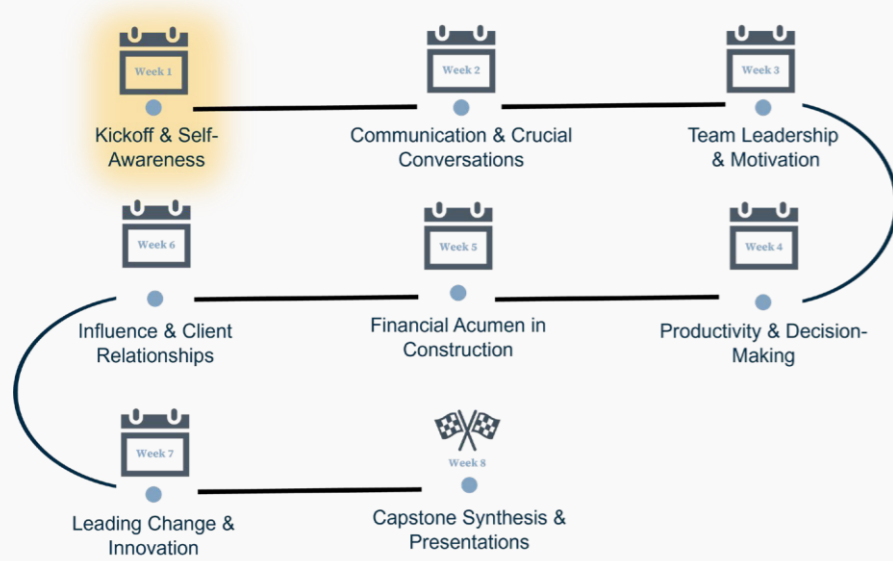 Week 1
Kickoff & Self-
Awareness
Week 2
Communication & Crucial
Conversations
Week 3
Team Leadership
& Motivation
Week 4
Productivity & Decision-
Making
Week 5
Financial Acumen in
Construction
Week 6
Influence & Client
Relationships
Week 7
Leading Change &
Innovation
Week 8
Capstone Synthesis &
Presentations